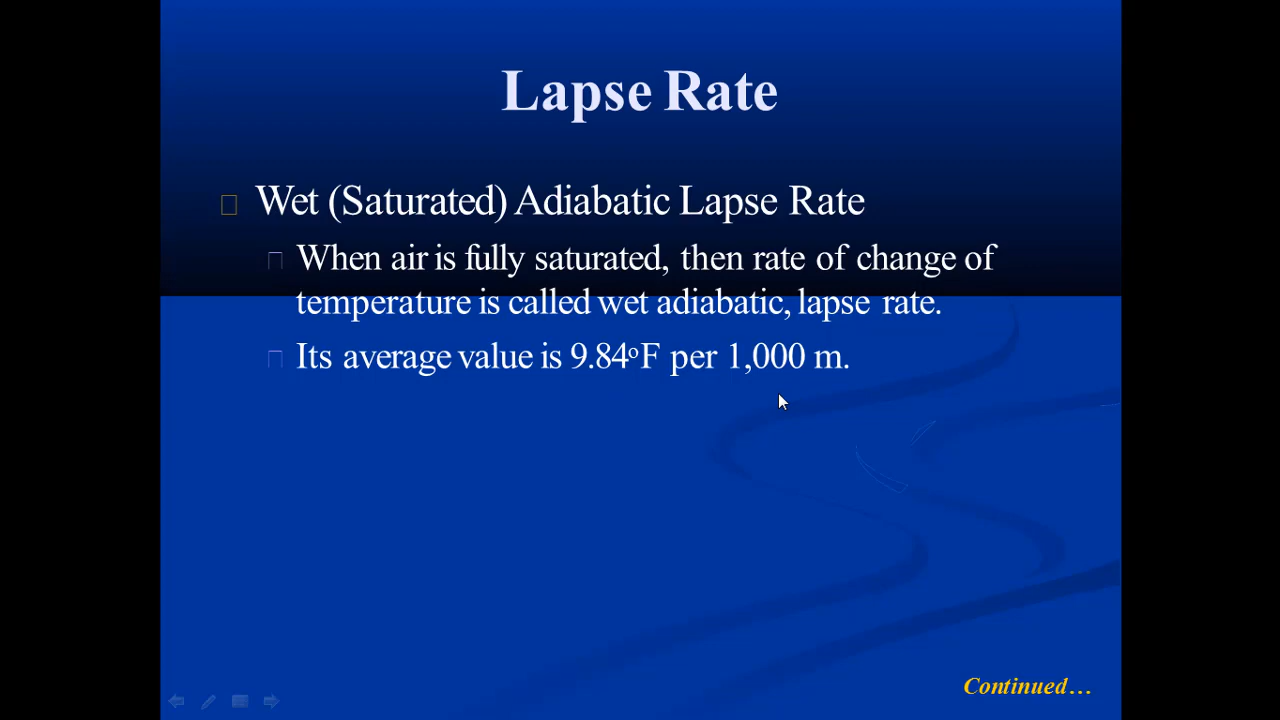 Lapse Rate
Wet (Saturated) Adiabatic Lapse Rate
When air is fully saturated, then rate of change of
temperature is called wet adiabatic, lapse rate.
Its average value is 9.84ºF per 1,000 m.
Continued…